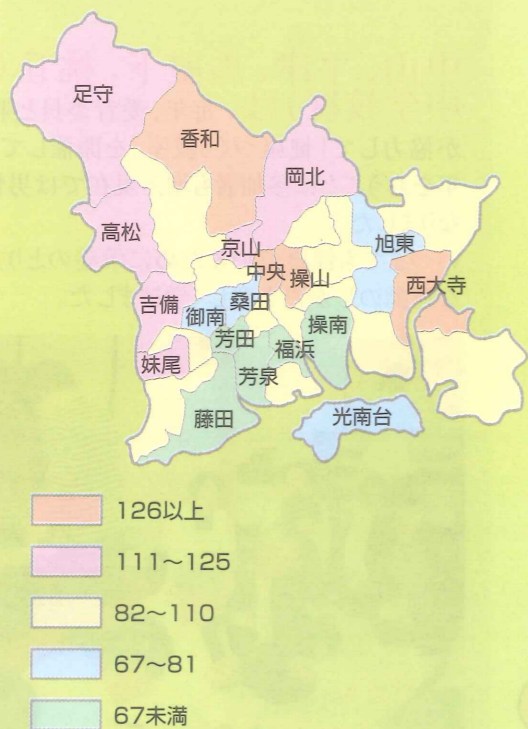 足守
香和
岡北
高松
京山
旭東
中央
操山
西大寺
吉備
御南
桑田
操南
芳田
福浜
妹尾
芳泉
藤田
光南台
126以上
111～125
82～110
67～81
67未満